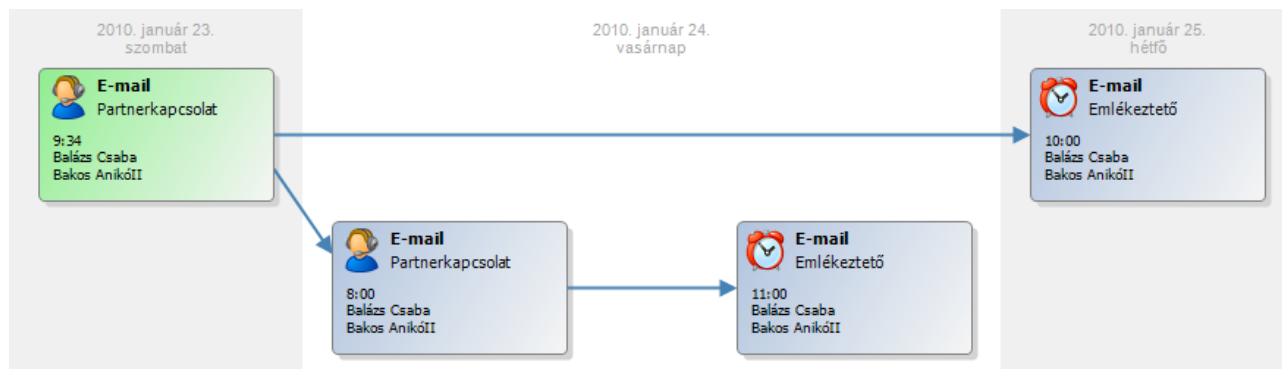 2010. január 23.
szombat
2010. január 24.
vasárnap
2010. január 25.
hétfő
E-mail
Partnerkapcsolat
9:34
Balázs Csaba
Bakos AnikóII
E-mail
Emlékeztető
10:00
Balázs Csaba
Bakos AnikóII
E-mail
Partnerkapcsolat
8:00
Balázs Csaba
Bakos AnikóII
E-mail
Emlékeztető
11:00
Balázs Csaba
Bakos AnikóII